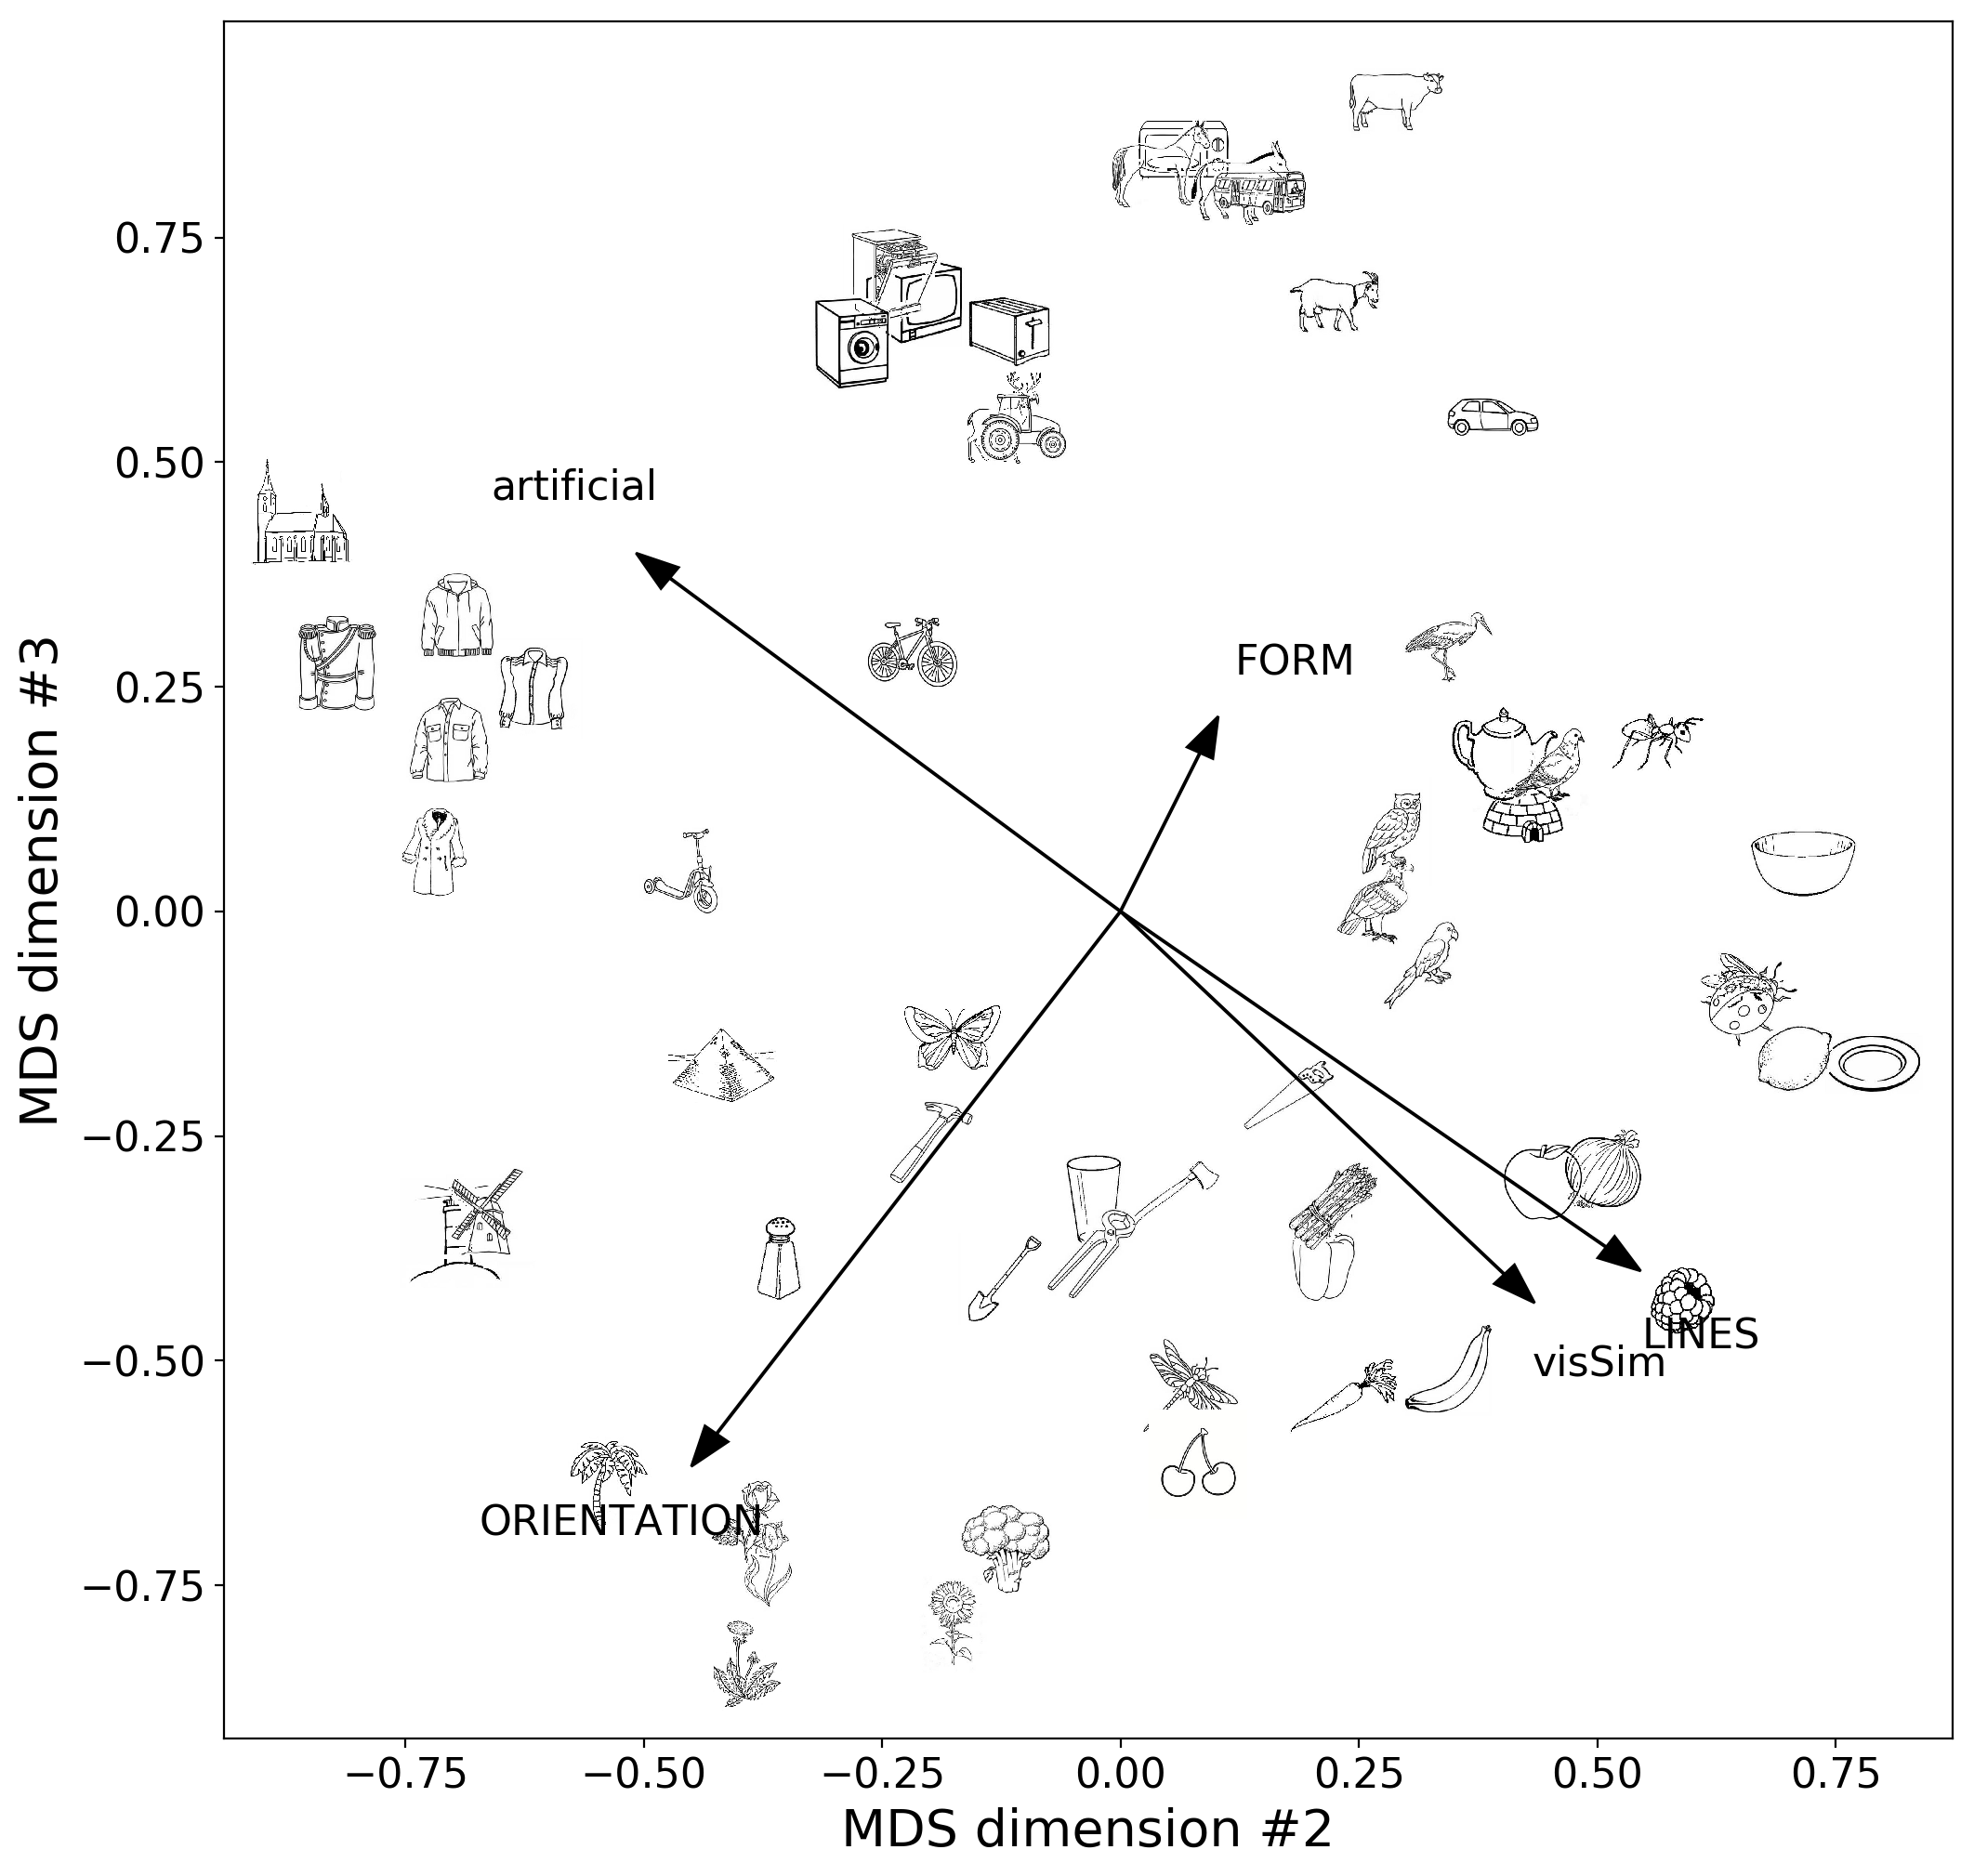 0.75
0.50
artificial
FORM
0.25
0.00
−0.25
−0.50
−0.75
LINES
visSim
ORIENTATION
−0.75 −0.50 −0.25 0.00 0.25 0.50 0.75
MDS dimension #2
MDS dimension #3